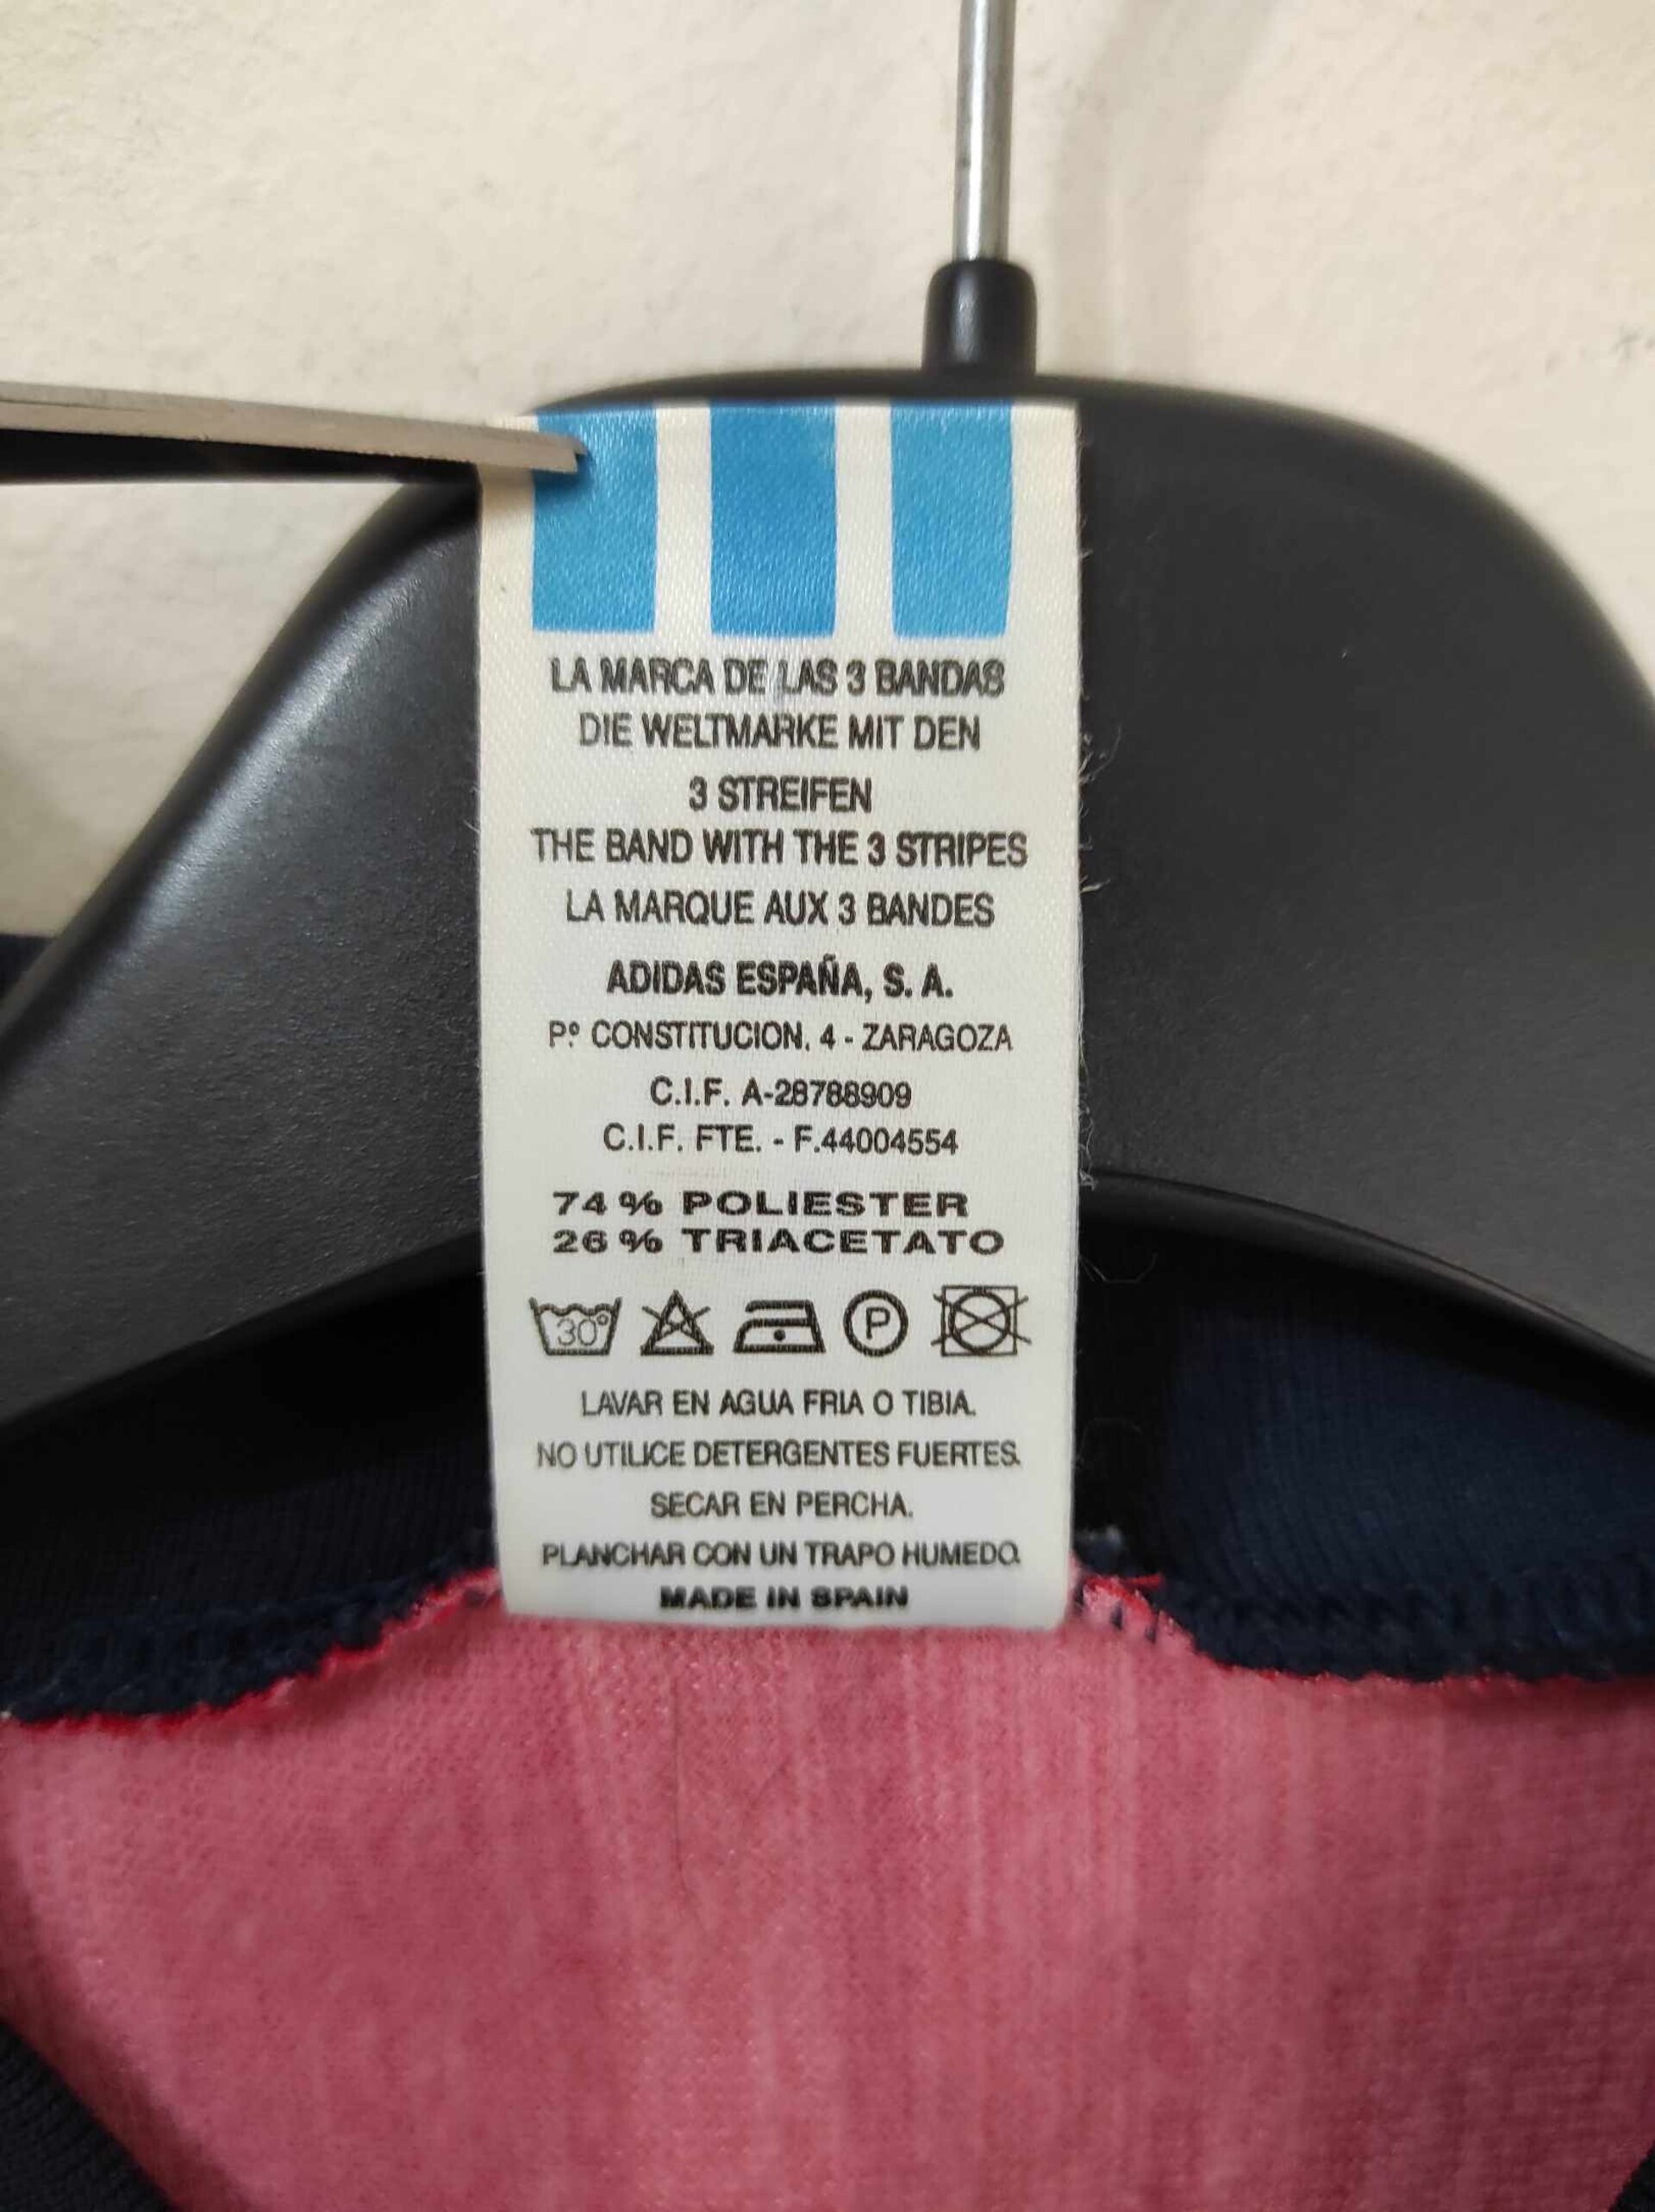 LA MARCA DE LAS 3 BANDAS
DIE WELTMARKE MIT DEN
3 STREIFEN
THE BAND WITH THE 3 STRIPES
LA MARQUE AUX 3 BANDES
ADIDAS ESPAÑA, S. A.
Pº CONSTITUCION, 4 - ZARAGOZA
C.I.F. A-28788909
C.I.F. FTE. - F.44004554
74 % POLIESTER
26 % TRIACETATO
30° P
LAVAR EN AGUA FRIA O TIBIA.
NO UTILICE DETERGENTES FUERTES.
SECAR EN PERCHA.
PLANCHAR CON UN TRAPO HUMEDO.
MADE IN SPAIN